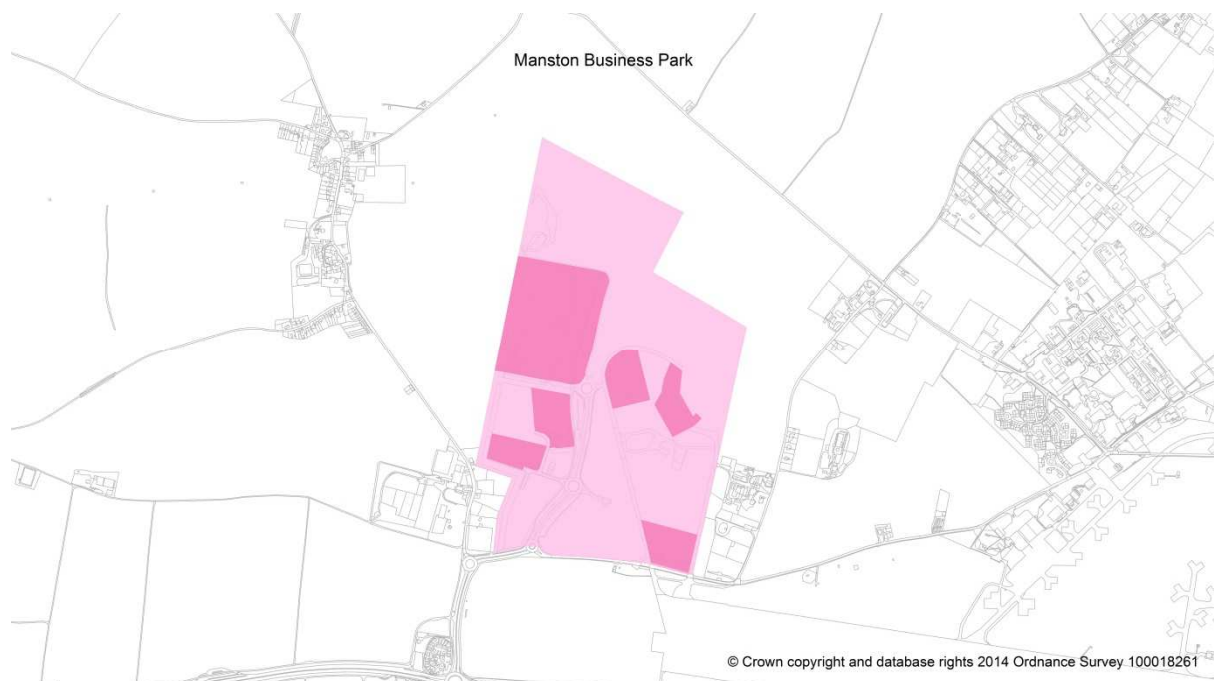 Manston Business Park
© Crown copyright and database rights 2014 Ordnance Survey 100018261